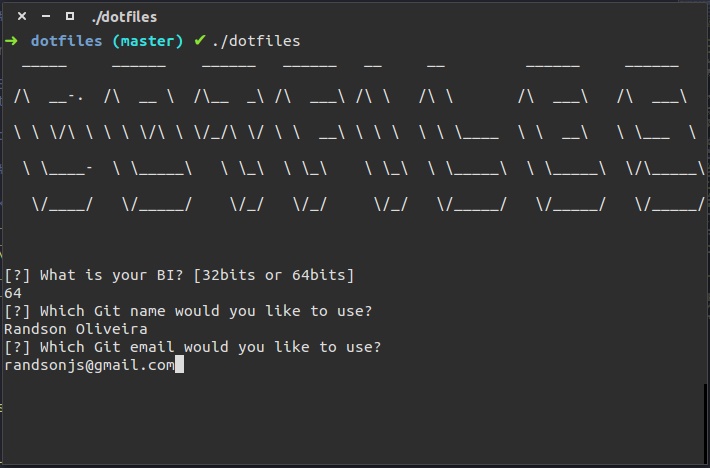 ./dotfiles
➜ dotfiles (master) ✔ ./dotfiles
  _____     ______    ______   ______   __     __         ______     ______
 /\  __-.  /\  __ \  /\__  _\ /\  ___\ /\ \   /\ \       /\  ___\   /\  ___\
 \ \ \/\ \ \ \ \/\ \ \/_/\ \/ \ \  __\ \ \ \  \ \ \____  \ \  __\   \ \___  \
  \ \____-  \ \_____\   \ \_\  \ \_\    \ \_\  \ \_____\  \ \_____\  \/\_____\
   \/____/   \/_____/    \/_/   \/_/     \/_/   \/_____/   \/_____/   \/_____/
[?] What is your BI? [32bits or 64bits]
64
[?] Which Git name would you like to use?
Randson Oliveira
[?] Which Git email would you like to use?
randsonjs@gmail.com